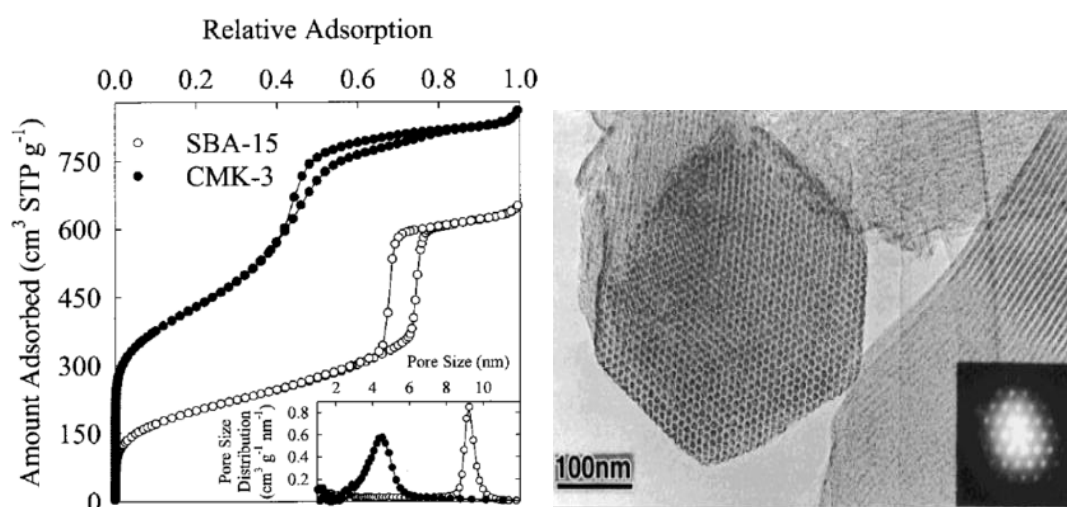 Relative Adsorption
0.0 0.2 0.4 0.6 0.8 1.0
Amount Adsorbed (cm³ STP g⁻¹)
750
600
450
300
150
0
SBA-15
CMK-3
Pore Size (nm)
2 4 6 8 10
Pore Size
Distribution
(cm³ g⁻¹ nm⁻¹)
0.8
0.6
0.4
0.2
100nm